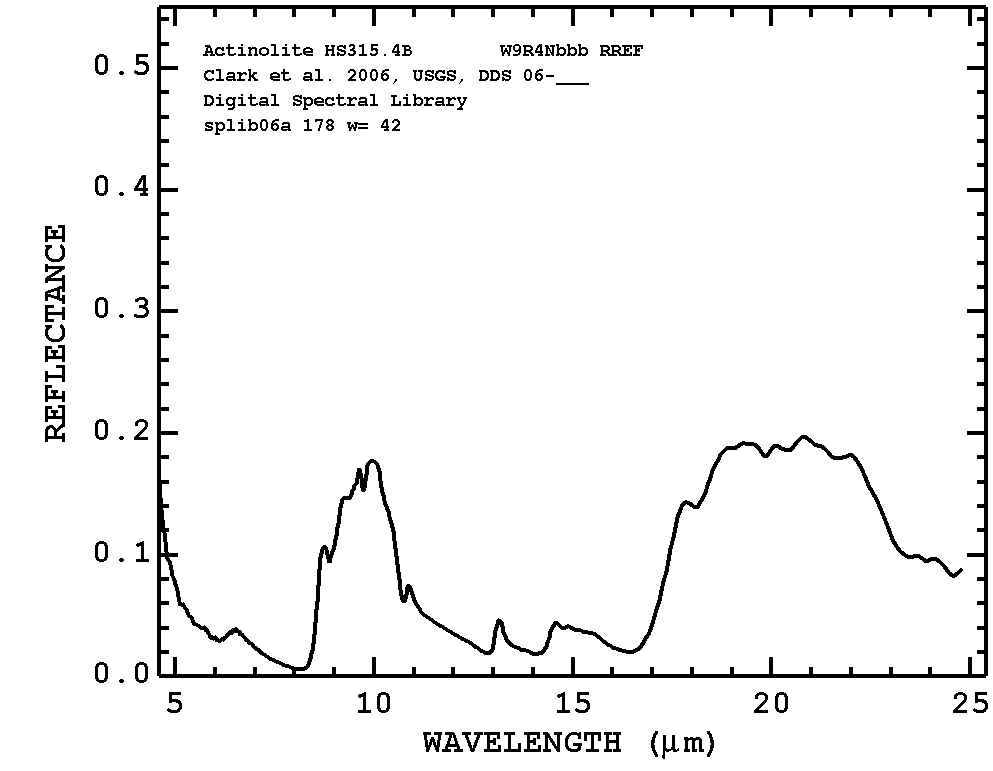 Actinolite HS315.4B W9R4Nbbb RREF
Clark et al. 2006, USGS, DDS 06-___
Digital Spectral Library
splib06a 178 w= 42
0.5
0.4
0.3
0.2
0.1
0.0
REFLECTANCE
5 10 15 20 25
WAVELENGTH (μm)